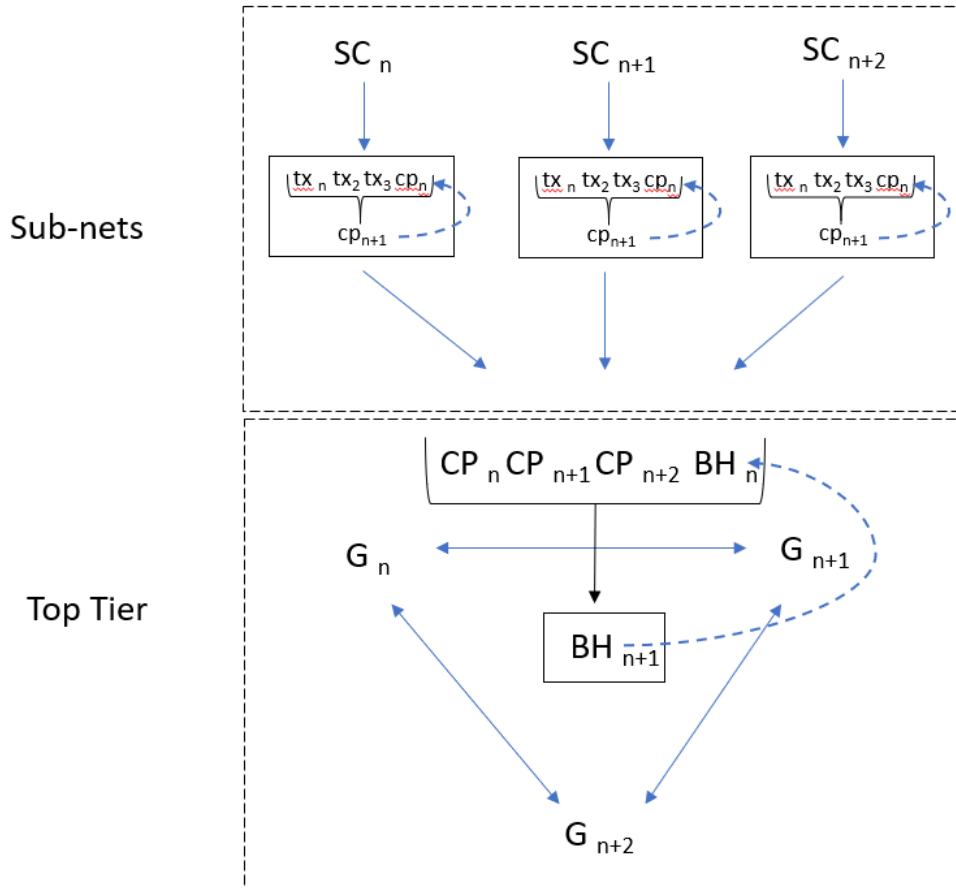 SC n SC n+1 SC n+2
tx n tx2 tx3 cpn tx n tx2 tx3 cpn tx n tx2 tx3 cpn
cpn+1 cpn+1 cpn+1
Sub-nets
CP n CP n+1 CP n+2 BH n
G n G n+1
Top Tier
BH n+1
G n+2